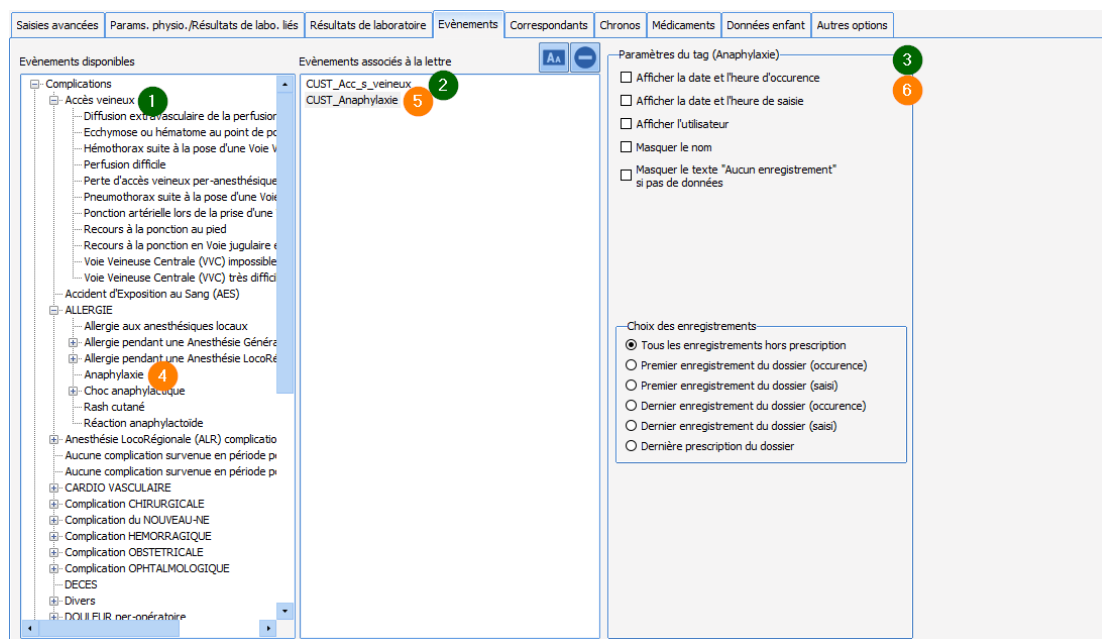 Saisies avancées Params. physio./Résultats de labo. liés Résultats de laboratoire Evènements Correspondants Chronos Médicaments Données enfant Autres options
Evènements disponibles
Complications
Accès veineux 1
Diffusion extravasculaire de la perfusior
Ecchymose ou hématome au point de po
Hémothorax suite à la pose d'une Voie V
Perfusion difficile
Perte d'accès veineux per-anesthésique
Pneumothorax suite à la pose d'une Voie
Ponction artérielle lors de la prise d'une
Recours à la ponction au pied
Recours à la ponction en Voie jugulaire e
Voie Veineuse Centrale (VVC) impossible
Voie Veineuse Centrale (VVC) très diffici
Accident d'Exposition au Sang (AES)
ALLERGIE
Allergie aux anesthésiques locaux
Allergie pendant une Anesthésie Généra
Allergie pendant une Anesthésie LocoRé
Anaphylaxie 4
Choc anaphylactique
Rash cutané
Réaction anaphylactoïde
Anesthésie LocoRégionale (ALR) complicatio
Aucune complication survenue en période pe
Aucune complication survenue en période pe
CARDIO VASCULAIRE
Complication CHIRURGICALE
Complication du NOUVEAU-NE
Complication HEMORRAGIQUE
Complication OBSTETRICALE
Complication OPHTALMOLOGIQUE
DECES
Divers
DOULEUR per-opératoire
Evènements associés à la lettre
AA
CUST_Acc_s_veineux 2
CUST_Anaphylaxie 5
Paramètres du tag (Anaphylaxie) 3
Afficher la date et l'heure d'occurence 6
Afficher la date et l'heure de saisie
Afficher l'utilisateur
Masquer le nom
Masquer le texte "Aucun enregistrement"
si pas de données
Choix des enregistrements
Tous les enregistrements hors prescription
Premier enregistrement du dossier (occurence)
Premier enregistrement du dossier (saisi)
Dernier enregistrement du dossier (occurence)
Dernier enregistrement du dossier (saisi)
Dernière prescription du dossier